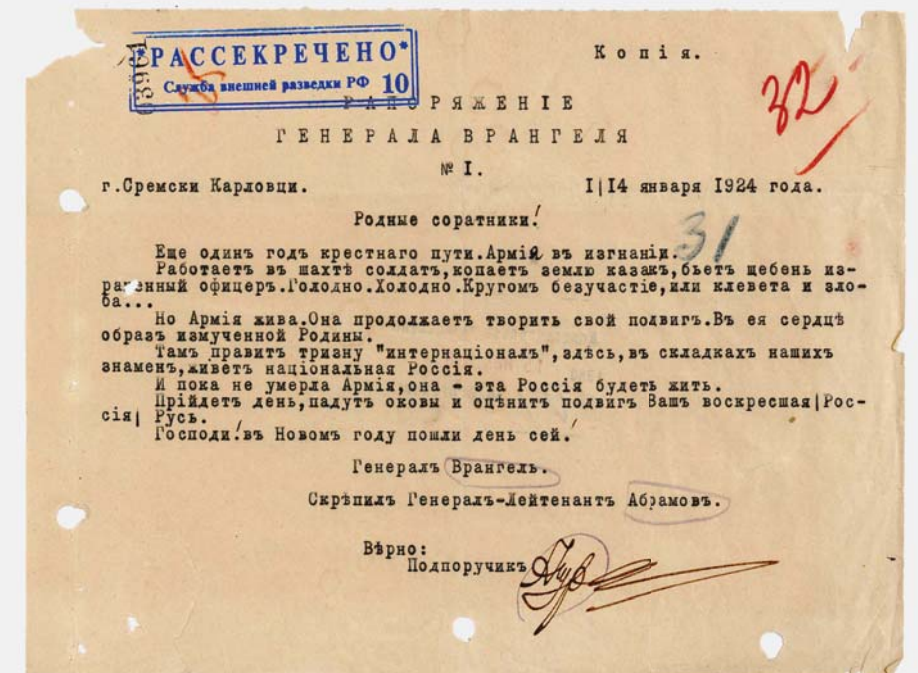 *РАССЕКРЕЧЕНО*
Служба внешней разведки РФ 10
Копія.
32
РАПОРЯЖЕНІЕ
ГЕНЕРАЛА ВРАНГЕЛЯ
№ I.
г.Сремски Карловци. I|I4 января I924 года.
Родные соратники!
31
Еще одинъ годъ крестнаго пути.Армія въ изгнаніи.
Работаетъ въ шахтѣ солдатъ,копаетъ землю казакъ,бьетъ щебень из-
раненный офицеръ.Голодно.Холодно.Кругомъ безучастіе,или клевета и зло-
ба...
Но Армія жива.Она продолжаетъ творить свой подвигъ.Въ ея сердцѣ
образъ измученной Родины.
Тамъ правитъ тризну "интернаціоналъ",здѣсь,въ складкахъ нашихъ
знаменъ,живетъ національная Россія.
И пока не умерла Армія,она - эта Россія будетъ жить.
Прійдетъ день,падутъ оковы и оцѣнитъ подвигъ Вашъ воскресшая|Рос-
сія| Русь.
Господи!въ Новомъ году пошли день сей!
Генералъ Врангель.
Скрѣпилъ Генералъ-Лейтенантъ Абрамовъ.
Вѣрно:
Подпоручикъ